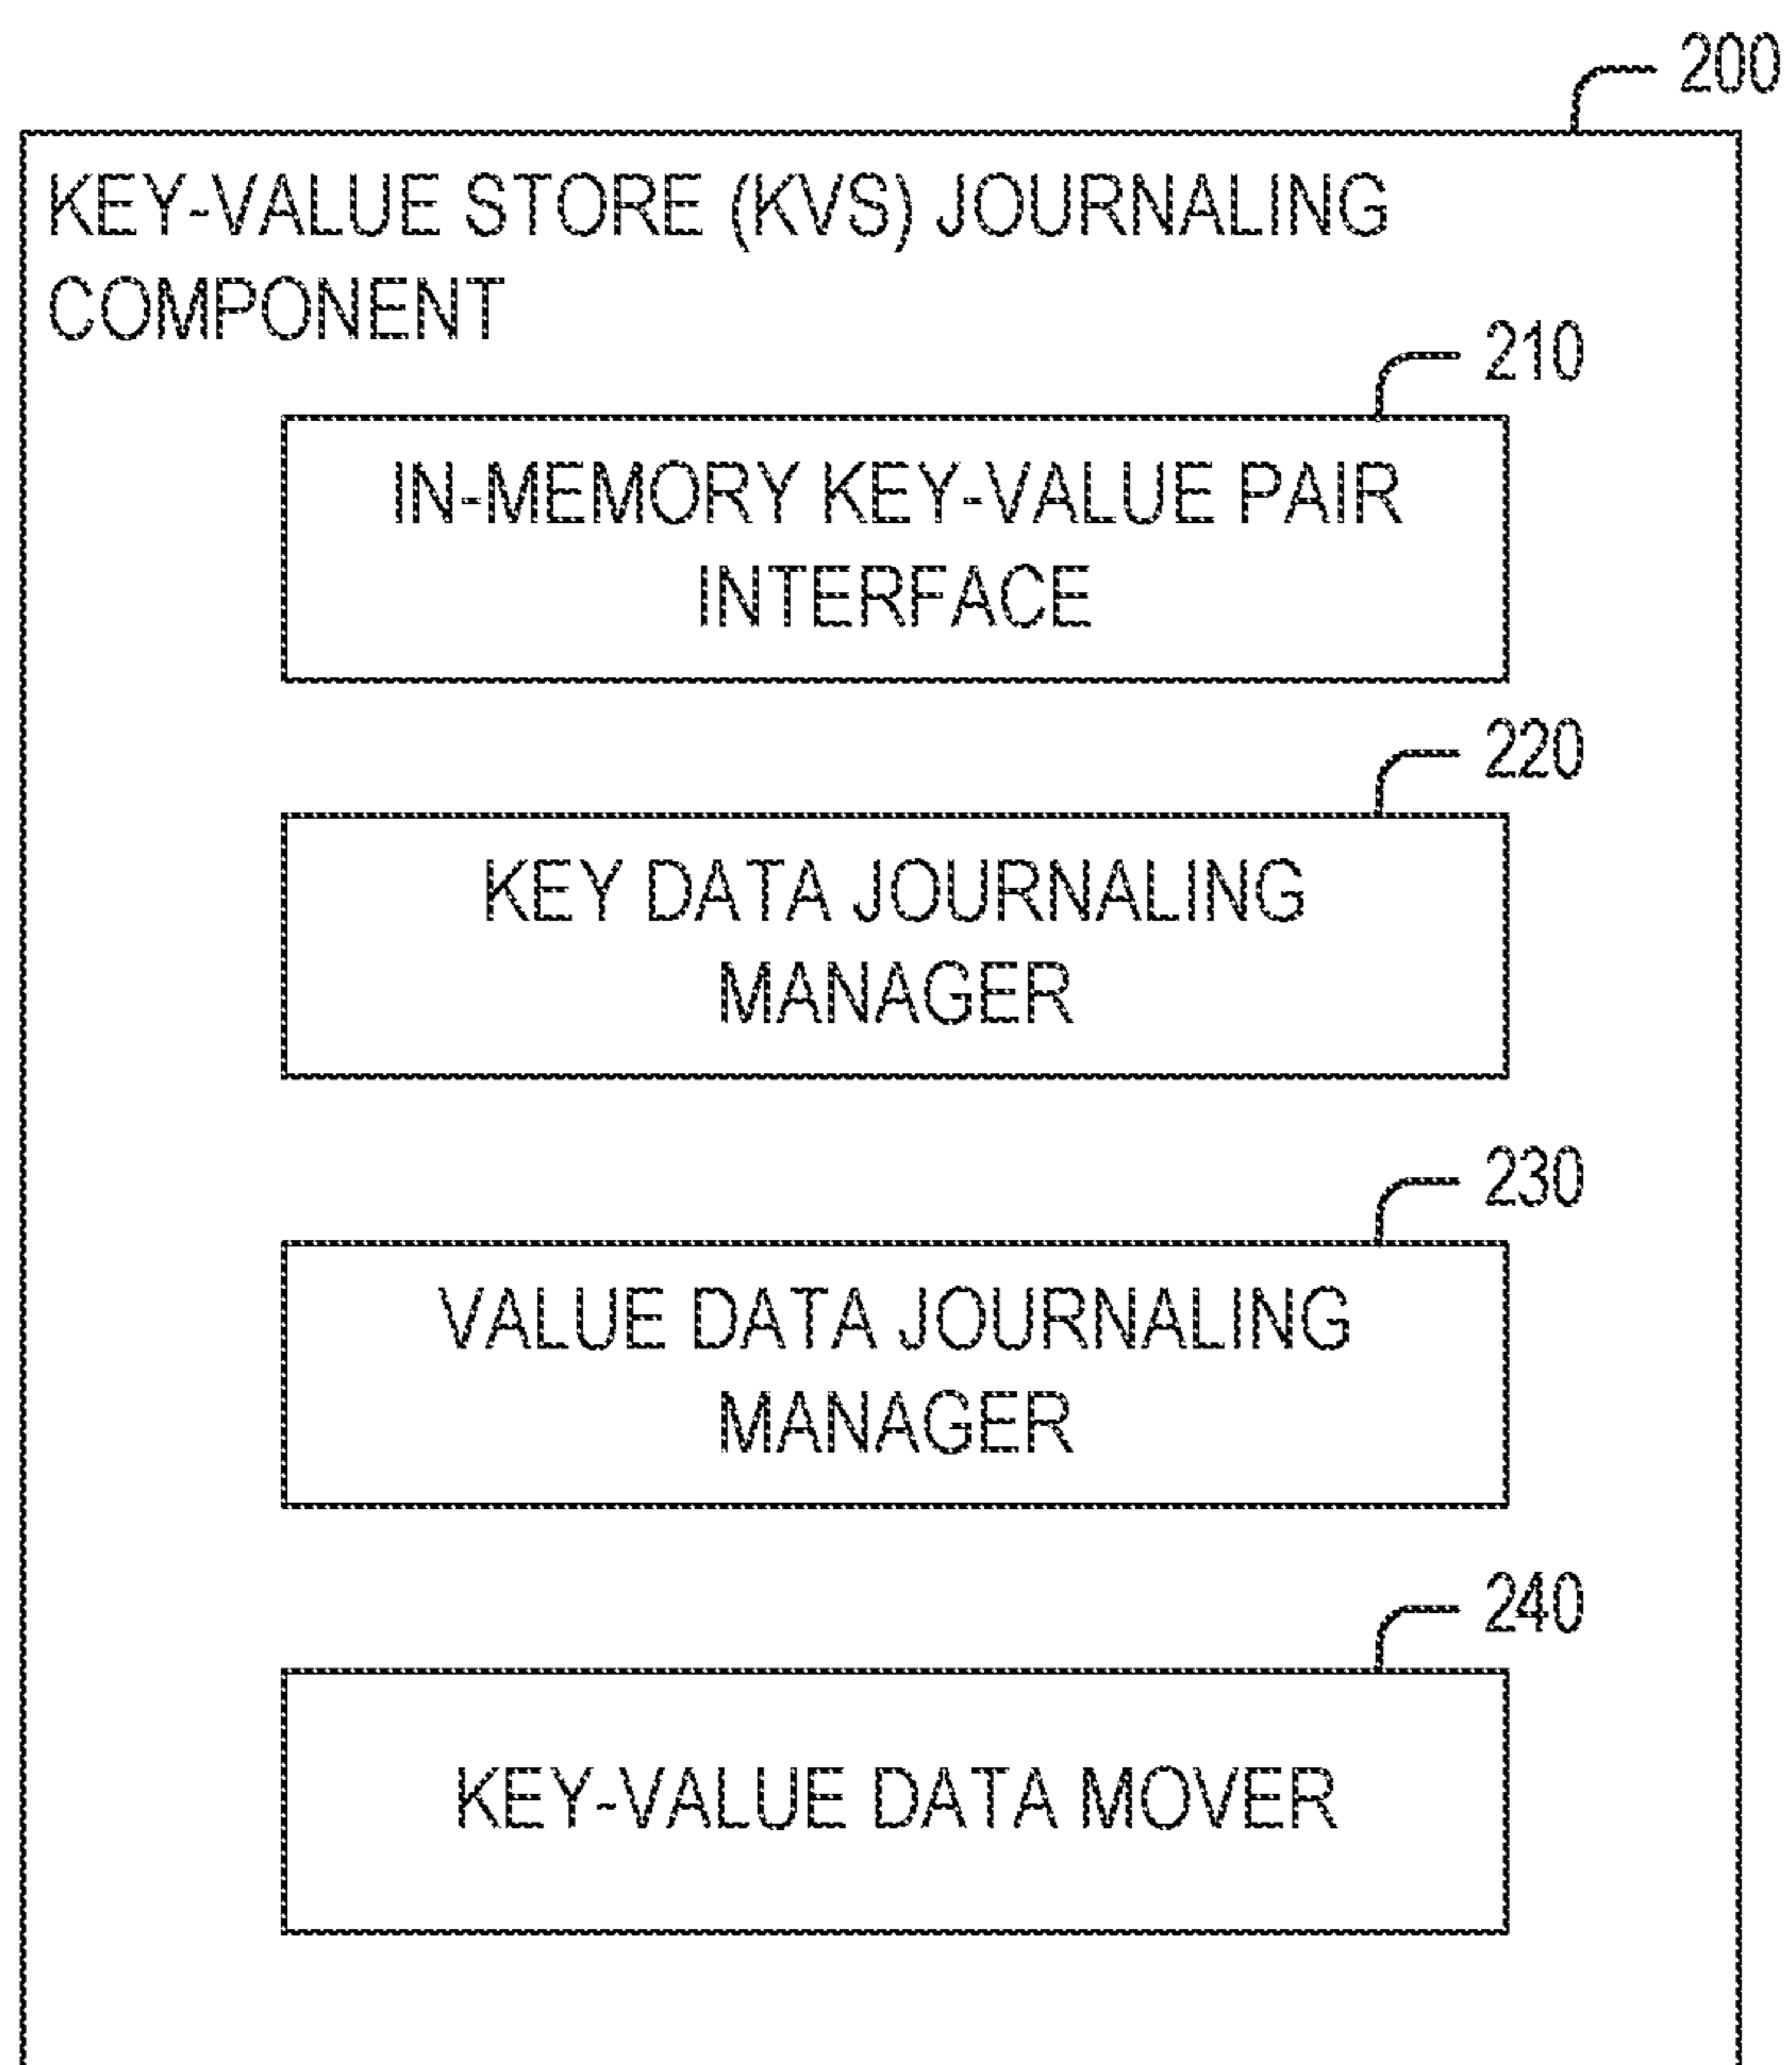 200
KEY-VALUE STORE (KVS) JOURNALING
COMPONENT
210
IN-MEMORY KEY-VALUE PAIR
INTERFACE
220
KEY DATA JOURNALING
MANAGER
230
VALUE DATA JOURNALING
MANAGER
240
KEY-VALUE DATA MOVER